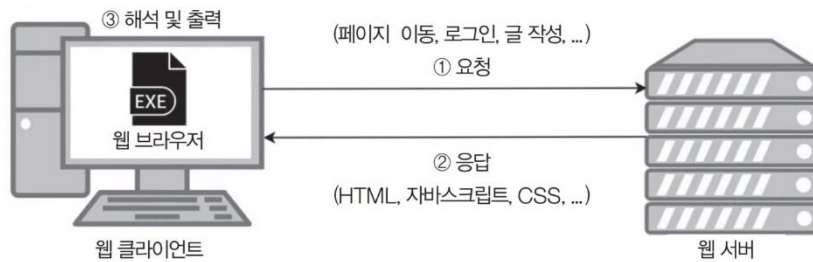 ③ 해석 및 출력
(페이지 이동, 로그인, 글 작성, ...)
① 요청
EXE
웹 브라우저
② 응답
(HTML, 자바스크립트, CSS, ...)
웹 클라이언트
웹 서버